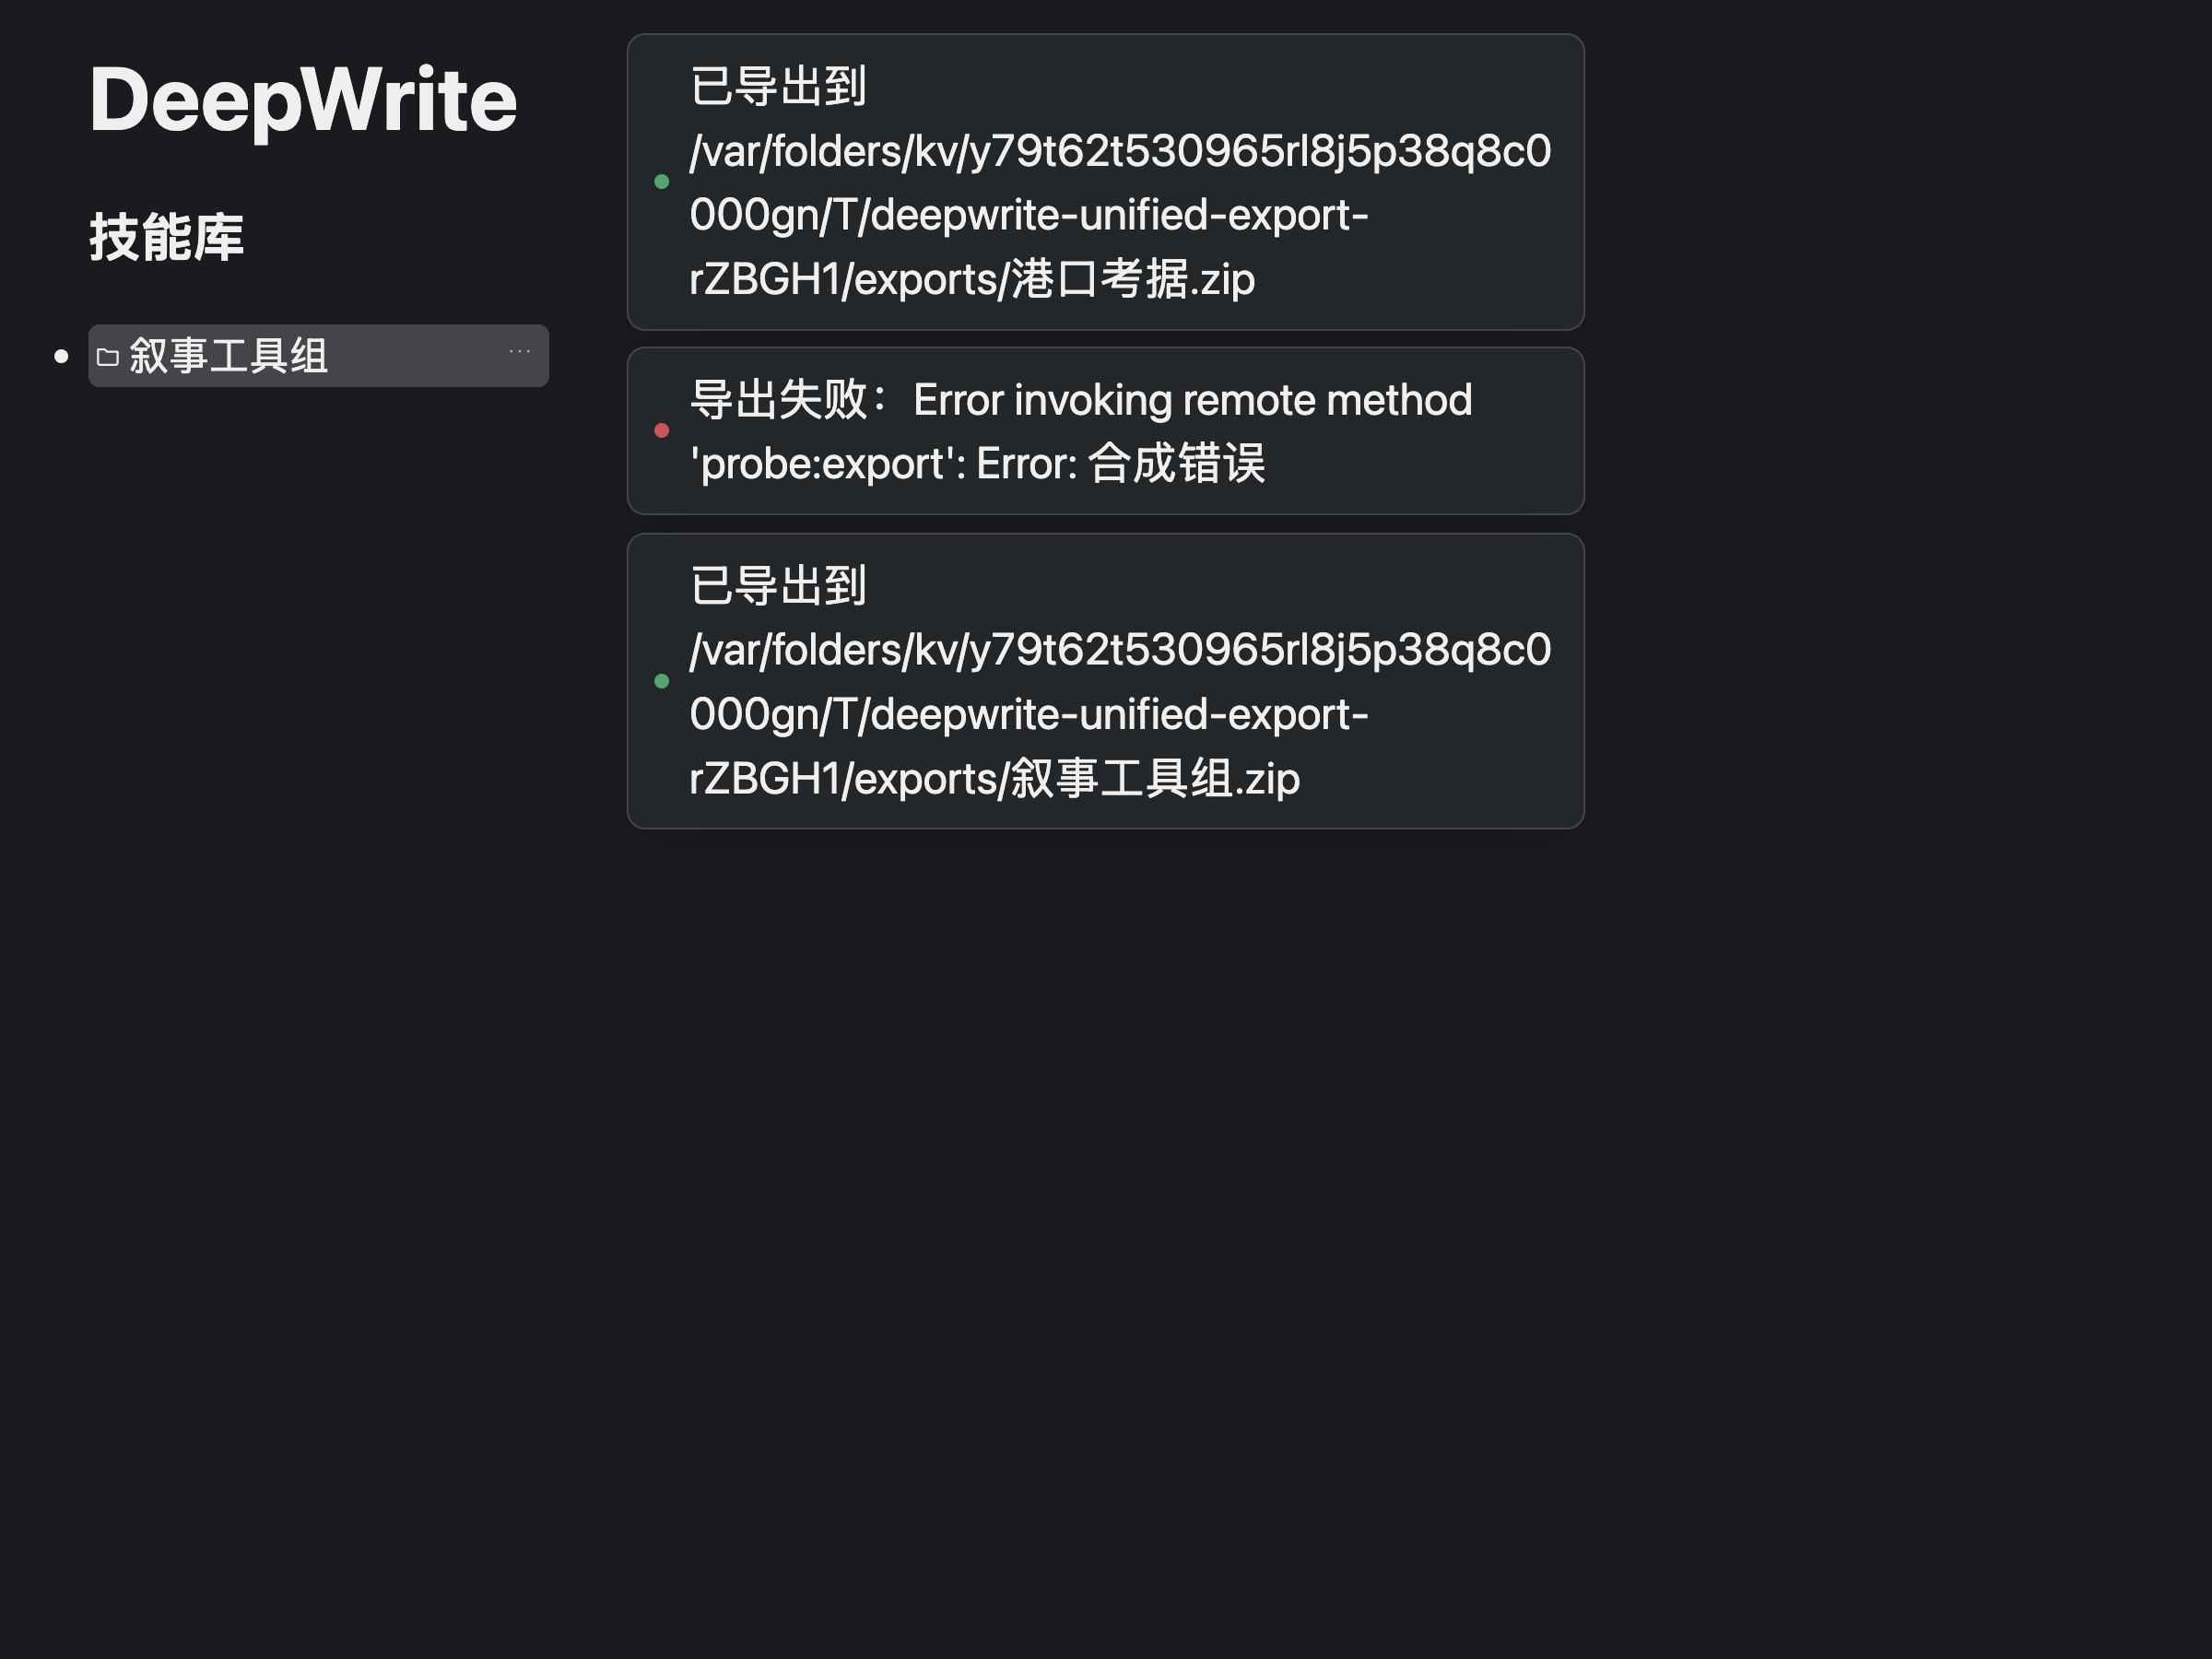 DeepWrite
技能库
叙事工具组
已导出到
/var/folders/kv/y79t62t530965rl8j5p38q8c0
000gn/T/deepwrite-unified-export-
rZBGH1/exports/港口考据.zip
导出失败：Error invoking remote method
'probe:export': Error: 合成错误
已导出到
/var/folders/kv/y79t62t530965rl8j5p38q8c0
000gn/T/deepwrite-unified-export-
rZBGH1/exports/叙事工具组.zip